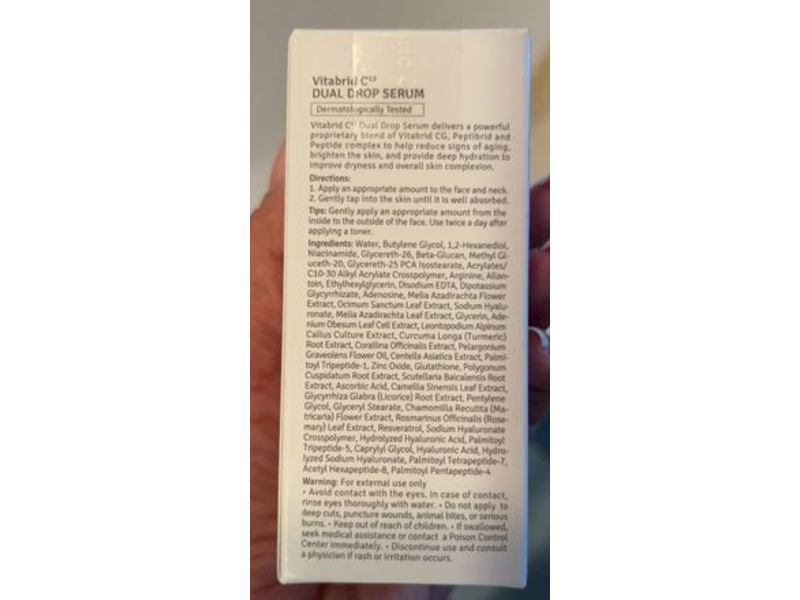 Vitabrid C¹²
DUAL DROP SERUM
Dermatologically Tested
Vitabrid C¹² Dual Drop Serum delivers a powerful
proprietary blend of Vitabrid CG, Peptibrid and
Peptide complex to help reduce signs of aging,
brighten the skin, and provide deep hydration to
improve dryness and overall skin complexion.
Directions:
1. Apply an appropriate amount to the face and neck.
2. Gently tap into the skin until it is well absorbed.
Tips: Gently apply an appropriate amount from the
inside to the outside of the face. Use twice a day after
applying a toner.
Ingredients: Water, Butylene Glycol, 1,2-Hexanediol,
Niacinamide, Glycereth-26, Beta-Glucan, Methyl Gl-
uceth-20, Glycereth-25 PCA Isostearate, Acrylates/
C10-30 Alkyl Acrylate Crosspolymer, Arginine, Allan-
toin, Ethylhexylglycerin, Disodium EDTA, Dipotassium
Glycyrrhizate, Adenosine, Melia Azadirachta Flower
Extract, Ocimum Sanctum Leaf Extract, Sodium Hyalu-
ronate, Melia Azadirachta Leaf Extract, Glycerin, Ade-
nium Obesum Leaf Cell Extract, Leontopodium Alpinum
Callus Culture Extract, Curcuma Longa (Turmeric)
Root Extract, Corallina Officinalis Extract, Pelargonium
Graveolens Flower Oil, Centella Asiatica Extract, Palmi-
toyl Tripeptide-1, Zinc Oxide, Glutathione, Polygonum
Cuspidatum Root Extract, Scutellaria Baicalensis Root
Extract, Ascorbic Acid, Camellia Sinensis Leaf Extract,
Glycyrrhiza Glabra (Licorice) Root Extract, Pentylene
Glycol, Glyceryl Stearate, Chamomilla Recutita (Ma-
tricaria) Flower Extract, Rosmarinus Officinalis (Rose-
mary) Leaf Extract, Resveratrol, Sodium Hyaluronate
Crosspolymer, Hydrolyzed Hyaluronic Acid, Palmitoyl
Tripeptide-5, Caprylyl Glycol, Hyaluronic Acid, Hydro-
lyzed Sodium Hyaluronate, Palmitoyl Tetrapeptide-7,
Acetyl Hexapeptide-8, Palmitoyl Pentapeptide-4
Warning: For external use only
• Avoid contact with the eyes. in case of contact,
rinse eyes thoroughly with water. • Do not apply to
deep cuts, puncture wounds, animal bites, or serious
burns. • Keep out of reach of children. • If swallowed,
seek medical assistance or contact a Poison Control
Center immediately. • Discontinue use and consult
a physician if rash or irritation occurs.